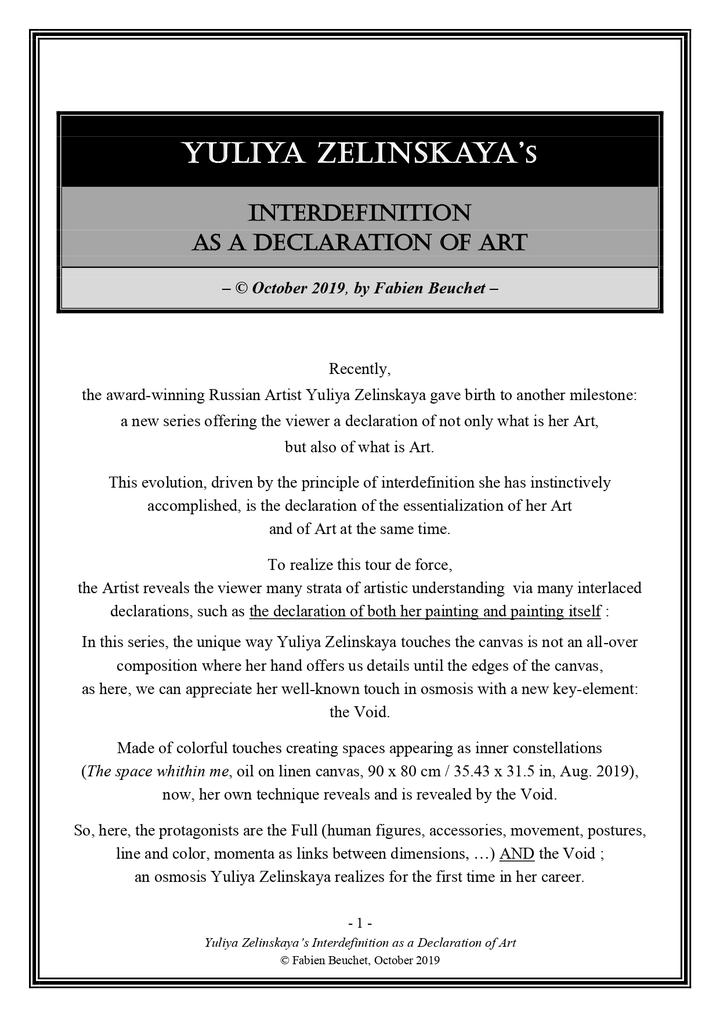 YULIYA ZELINSKAYA's
INTERDEFINITION
AS A DECLARATION OF ART
– © October 2019, by Fabien Beuchet –
Recently,
the award-winning Russian Artist Yuliya Zelinskaya gave birth to another milestone:
a new series offering the viewer a declaration of not only what is her Art,
but also of what is Art.
This evolution, driven by the principle of interdefinition she has instinctively
accomplished, is the declaration of the essentialization of her Art
and of Art at the same time.
To realize this tour de force,
the Artist reveals the viewer many strata of artistic understanding via many interlaced
declarations, such as the declaration of both her painting and painting itself :
In this series, the unique way Yuliya Zelinskaya touches the canvas is not an all-over
composition where her hand offers us details until the edges of the canvas,
as here, we can appreciate her well-known touch in osmosis with a new key-element:
the Void.
Made of colorful touches creating spaces appearing as inner constellations
(The space whithin me, oil on linen canvas, 90 x 80 cm / 35.43 x 31.5 in, Aug. 2019),
now, her own technique reveals and is revealed by the Void.
So, here, the protagonists are the Full (human figures, accessories, movement, postures,
line and color, momenta as links between dimensions, …) AND the Void ;
an osmosis Yuliya Zelinskaya realizes for the first time in her career.
- 1 -
Yuliya Zelinskaya's Interdefinition as a Declaration of Art
© Fabien Beuchet, October 2019